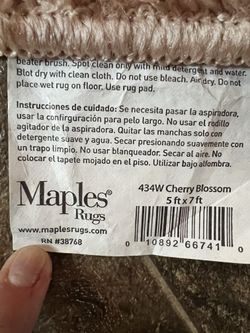 beater brush. Spot clean only with mild detergent and water.
Blot dry with clean cloth. Do not use bleach. Air dry. Do not
place wet rug on floor. Use rug pad.
Instrucciones de cuidado: Se necesita pasar la aspiradora,
usar la confirguración para pelo largo. No usar el rodillo
agitador de la aspiradora. Quitar las manchas solo con
detergente suave y agua. Secar presionando suavemente con
un trapo limpio. No usar blanqueador. Secar al aire. No
colocar el tapete mojado en el piso. Utilizar bajo alfombra.
Maples®
Rugs
www.maplesrugs.com
RN #38768
434W Cherry Blossom
5 ft x 7 ft
0 10892 66741 0